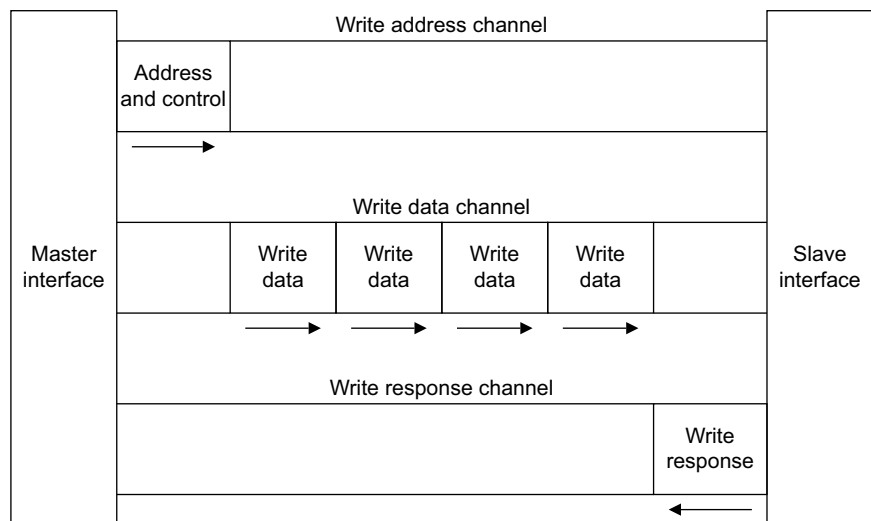 Write address channel
Address
and control
Write data channel
Master
interface
Write
data
Write
data
Write
data
Write
data
Slave
interface
Write response channel
Write
response